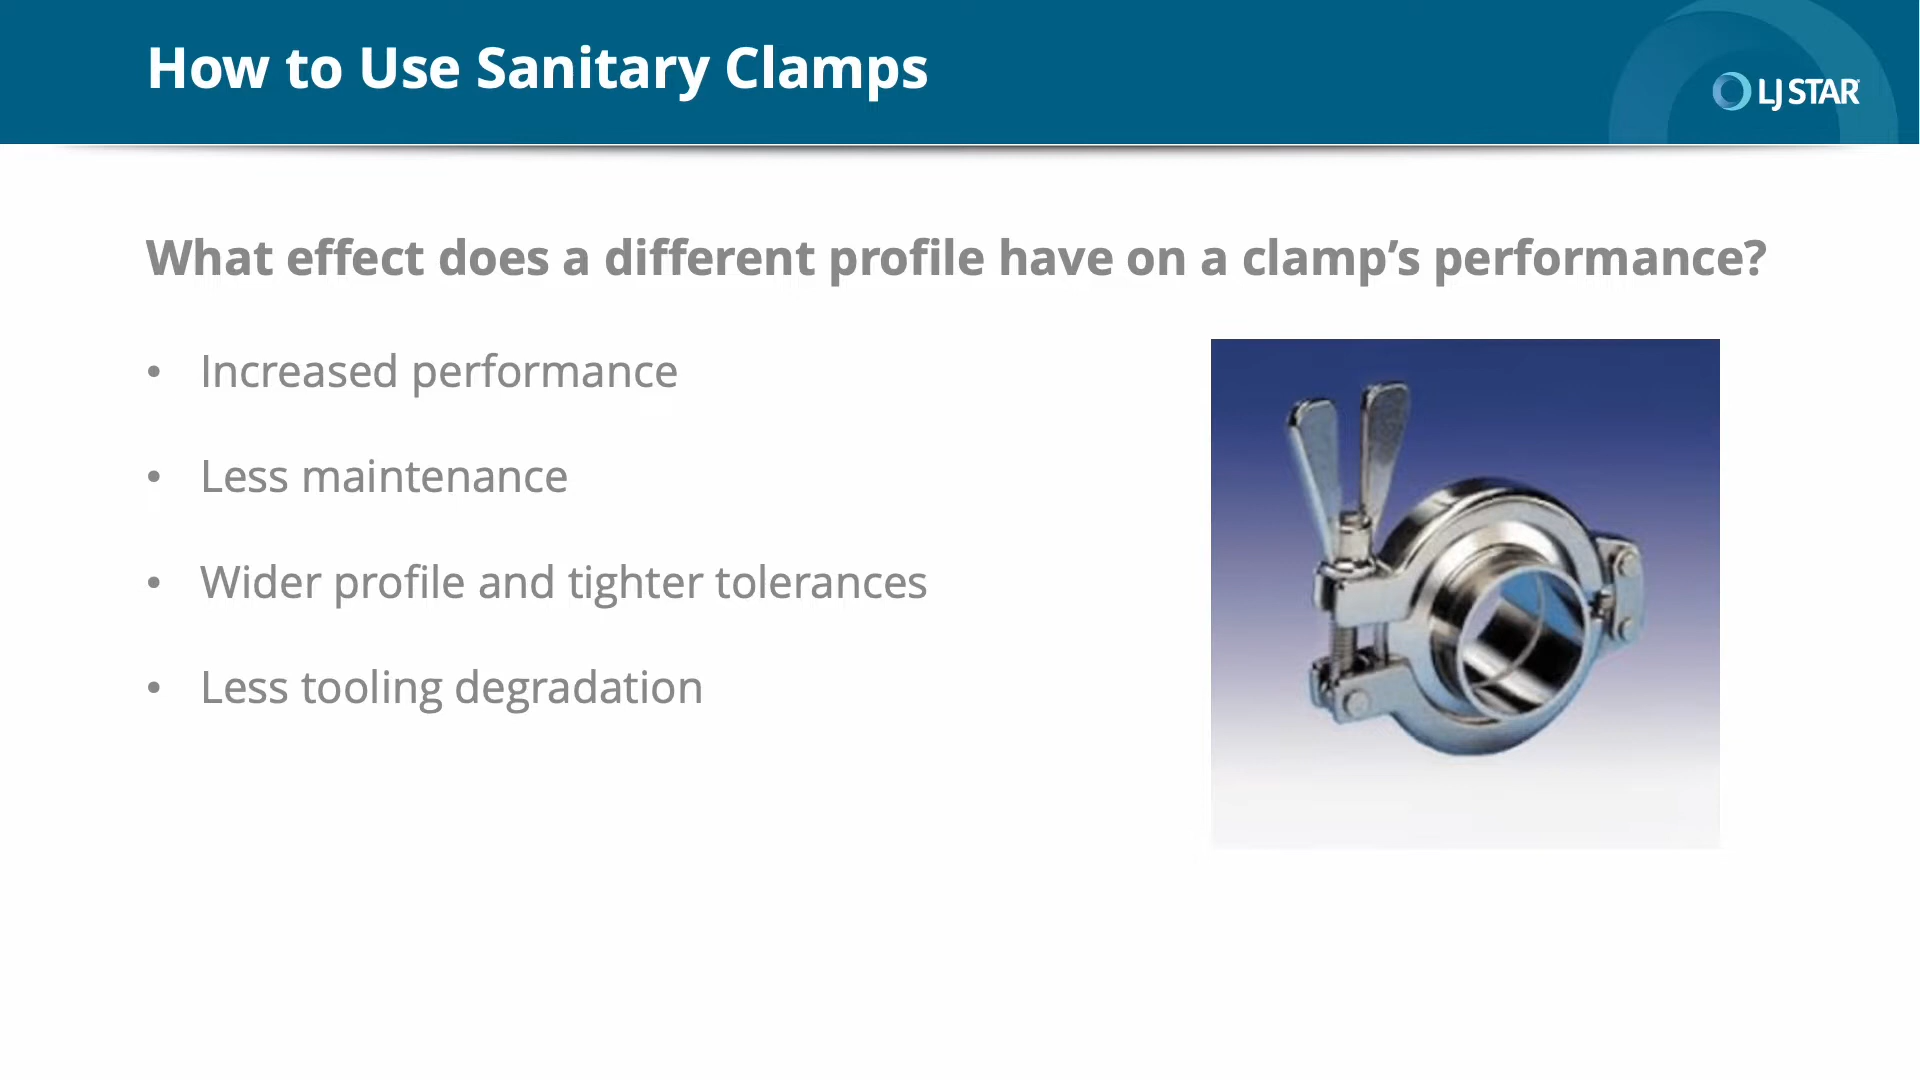 How to Use Sanitary Clamps
LJ STAR
What effect does a different profile have on a clamp’s performance?
• Increased performance
• Less maintenance
• Wider profile and tighter tolerances
• Less tooling degradation